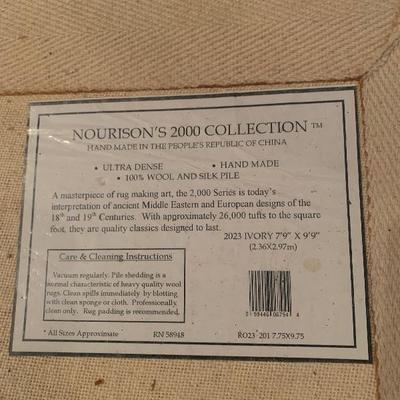 NOURISON'S 2000 COLLECTION ™
HAND MADE IN THE PEOPLE'S REPUBLIC OF CHINA
• ULTRA DENSE • HAND MADE
• 100% WOOL AND SILK PILE
A masterpiece of rug making art, the 2,000 Series is today's
interpretation of ancient Middle Eastern and European designs of the
18th and 19th Centuries. With approximately 26,000 tufts to the square
foot, they are quality classics designed to last.
2023 IVORY 7'9" X 9'9"
(2.36X2.97m)
Care & Cleaning Instructions
Vacuum regularly. Pile shedding is a
normal characteristic of heavy quality wool
rugs. Clean spills immediately by blotting
with clean sponge or cloth. Professionally
clean only. Rug padding is recommended.
* All Sizes Approximate RN 58948 RO23 201 7.75X9.75